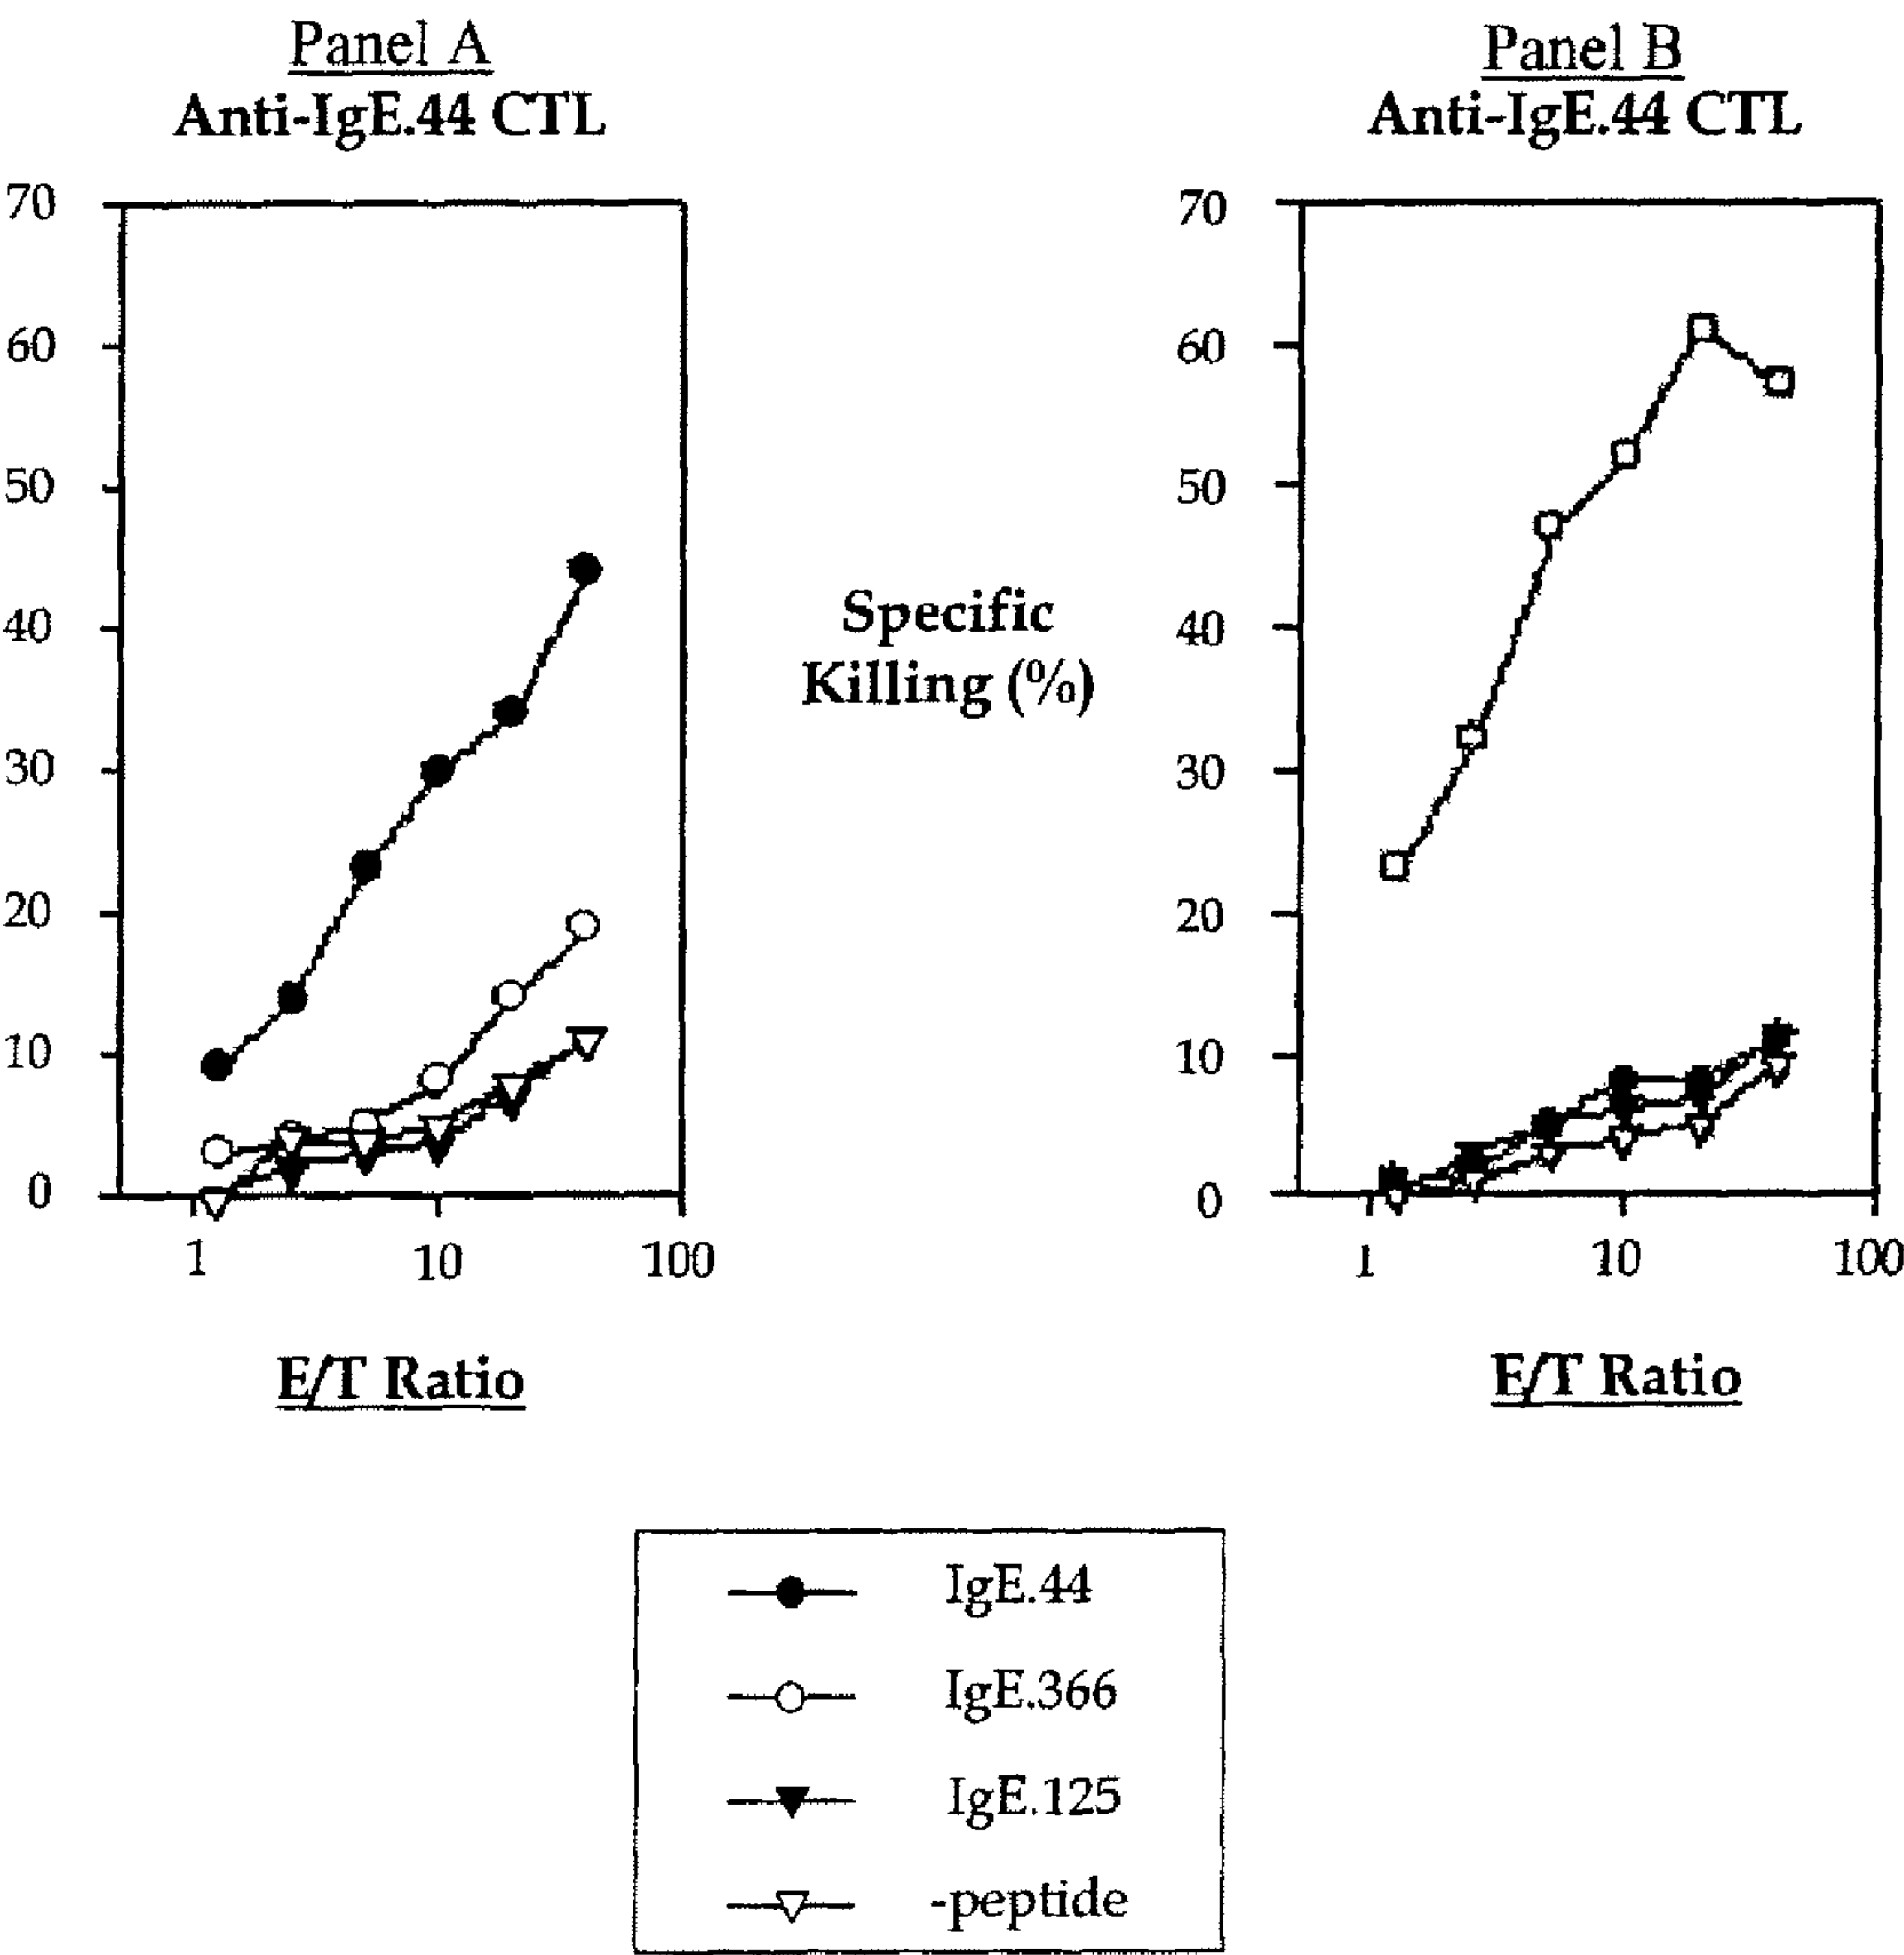 Panel A
Anti-IgE.44 CTL
70
60
50
40
30
20
10
0
1
10
100
E/T Ratio
Specific
Killing (%)
Panel B
Anti-IgE.44 CTL
70
60
50
40
30
20
10
0
1
10
100
E/T Ratio
IgE.44
IgE.366
IgE.125
-peptide